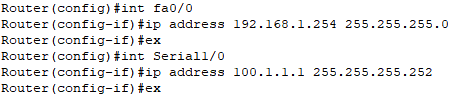 Router(config)#int fa0/0
Router(config-if)#ip address 192.168.1.254 255.255.255.0
Router(config-if)#ex
Router(config)#int Serial1/0
Router(config-if)#ip address 100.1.1.1 255.255.255.252
Router(config-if)#ex